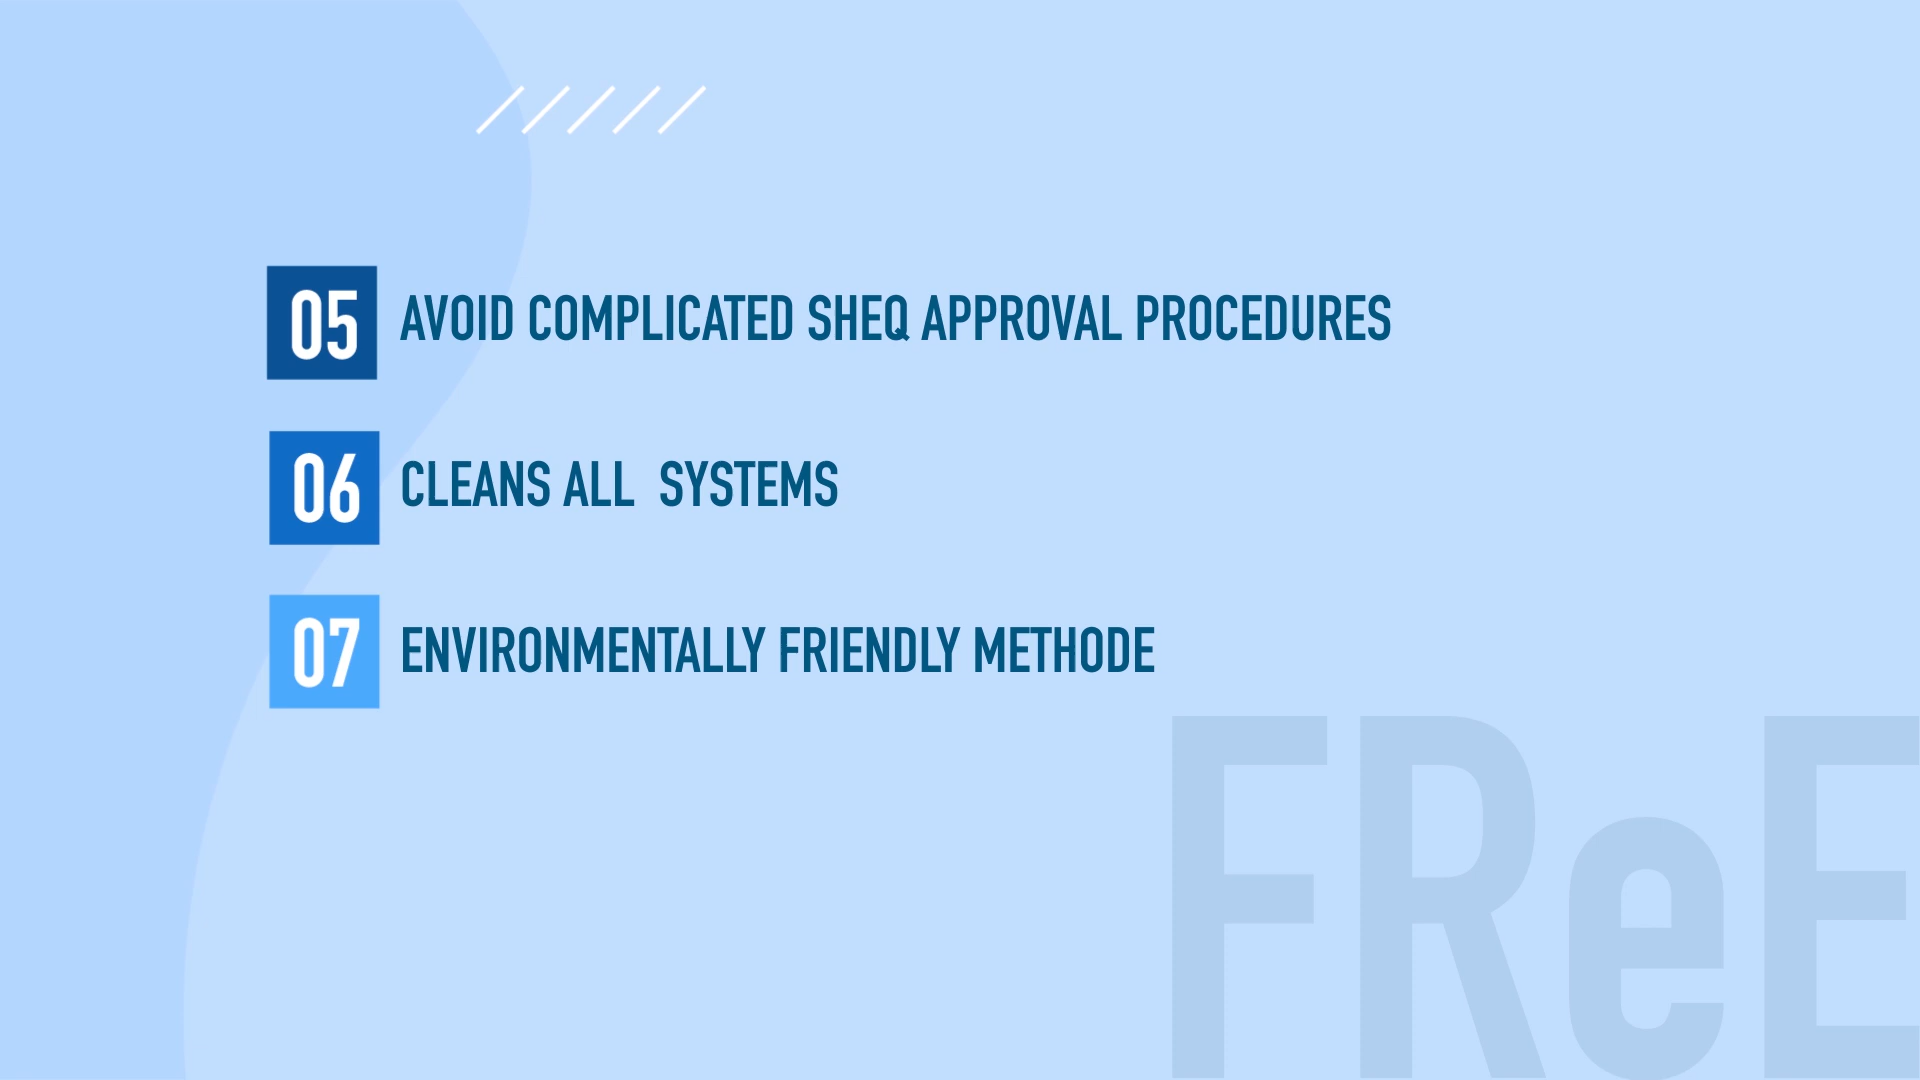 05 AVOID COMPLICATED SHEQ APPROVAL PROCEDURES
06 CLEANS ALL  SYSTEMS
07 ENVIRONMENTALLY FRIENDLY METHODE
FReE